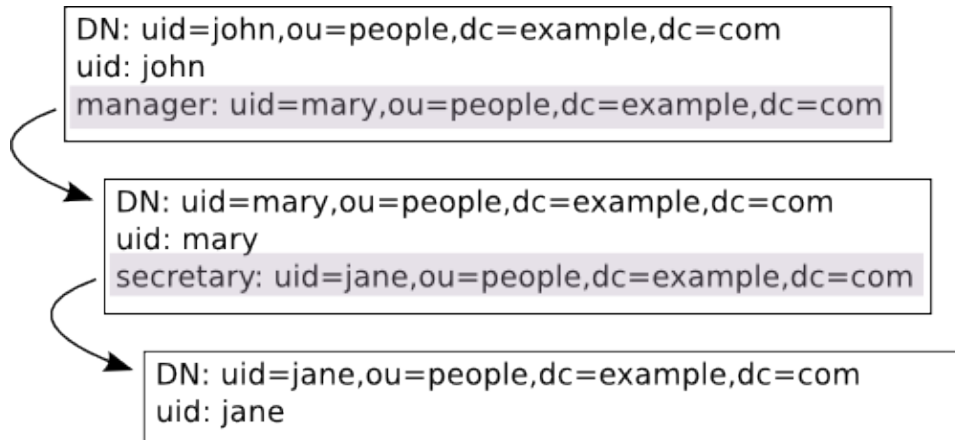 DN: uid=john,ou=people,dc=example,dc=com
uid: john
manager: uid=mary,ou=people,dc=example,dc=com
DN: uid=mary,ou=people,dc=example,dc=com
uid: mary
secretary: uid=jane,ou=people,dc=example,dc=com
DN: uid=jane,ou=people,dc=example,dc=com
uid: jane